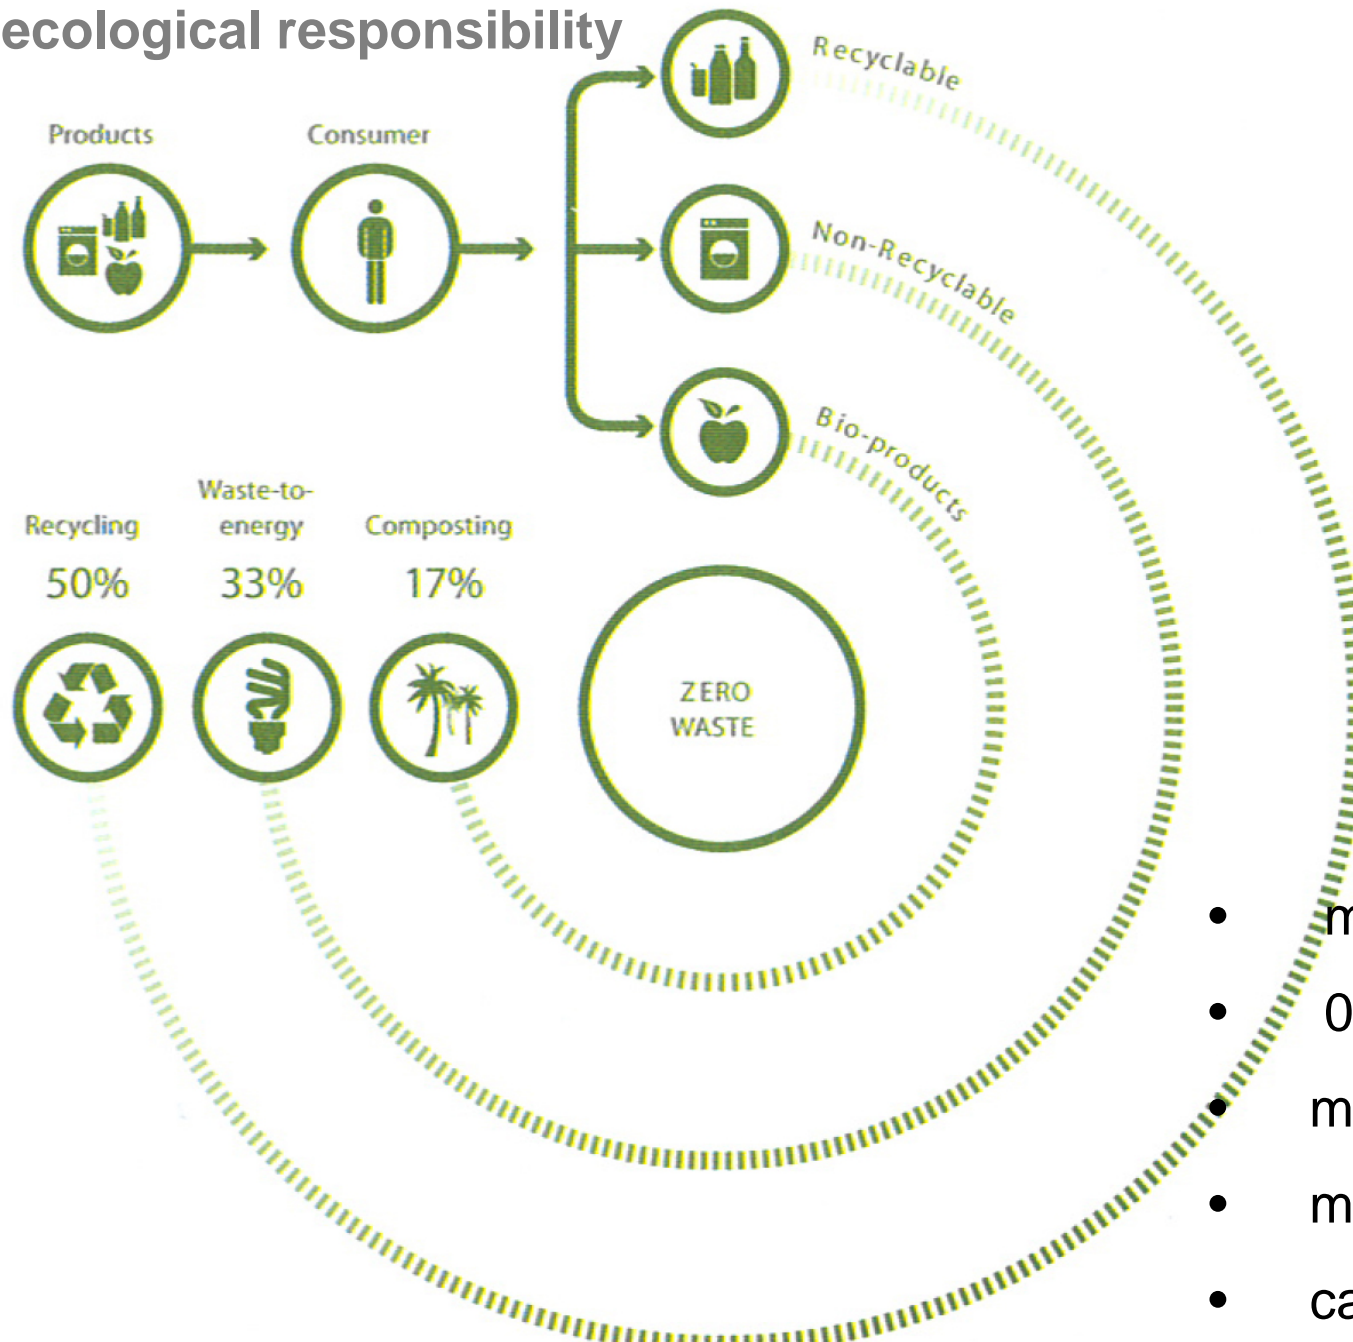 ecological responsibility
Products
Consumer
Recyclable
Non-Recyclable
Bio-products
Recycling
50%
Waste-to-
energy
33%
Composting
17%
ZERO
WASTE
•
• 0
•
•
•